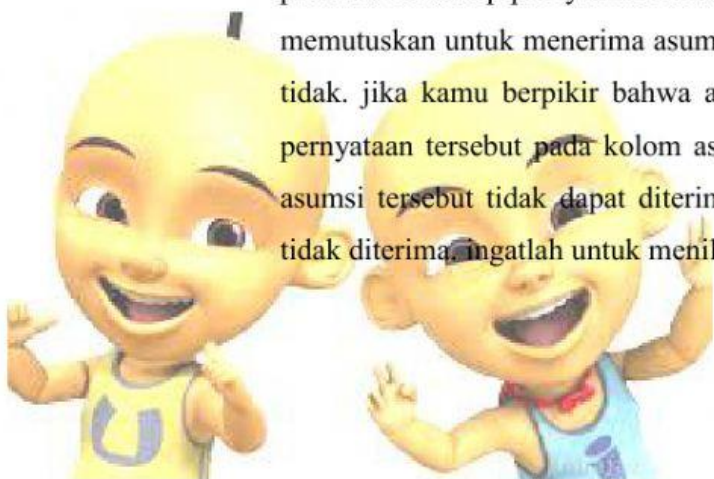 memutuskan untuk menerima asum
tidak. jika kamu berpikir bahwa a
pernyataan tersebut pada kolom as
asumsi tersebut tidak dapat diterin
tidak diterima. ingatlah untuk menil
U
i